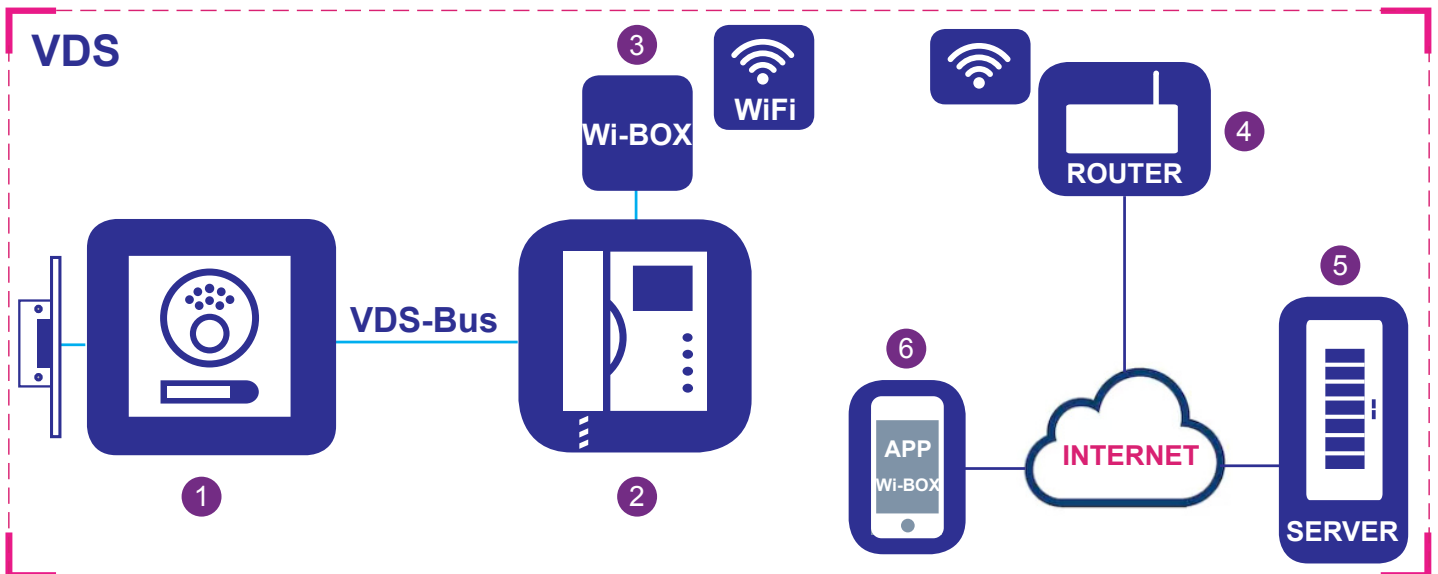 VDS
3
WiFi
Wi-BOX
4
ROUTER
5
VDS-Bus
6
APP
Wi-BOX
INTERNET
1
2
SERVER